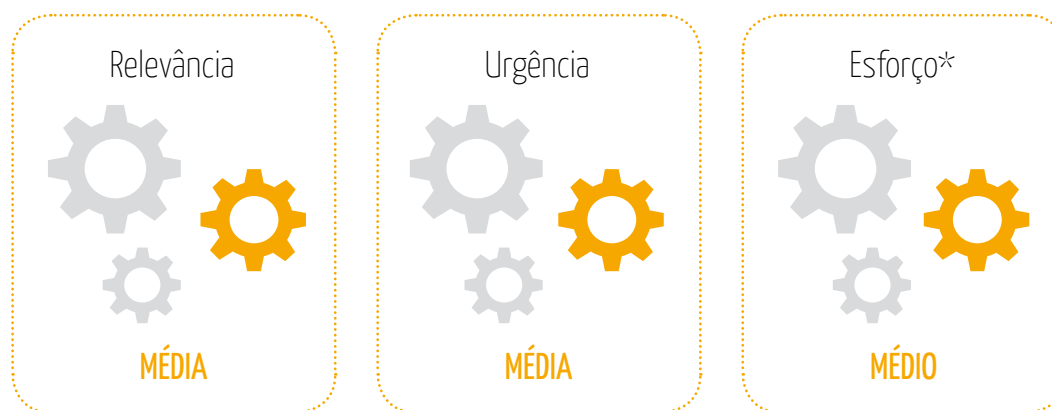 Relevância
Urgência
Esforço*
MÉDIA
MÉDIA
MÉDIO